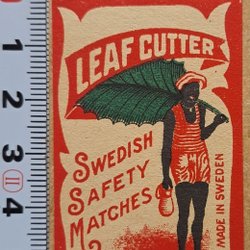 LEAF CUTTER
SWEDISH
SAFETY
MATCHES
MADE IN SWEDEN
1
2
3
4